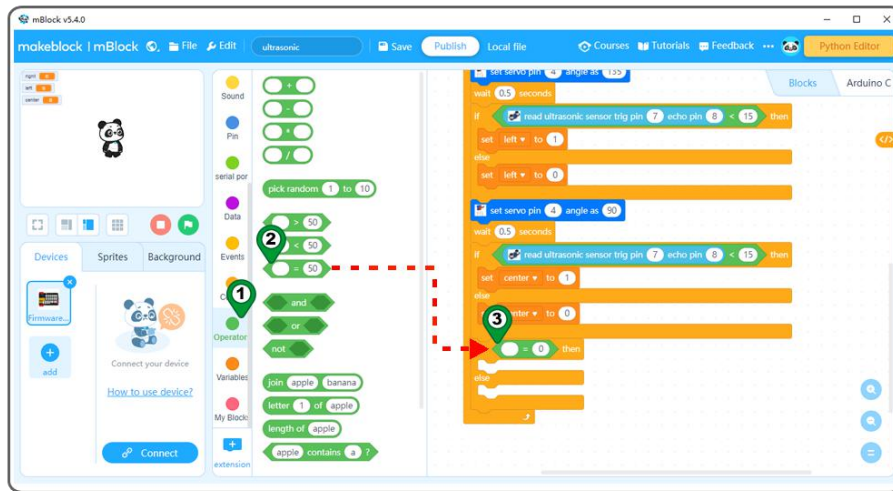 mBlock v5.4.0
makeblock | mBlock File Edit ultrasonic Save Publish Local file Courses Tutorials Feedback Python Editor
right 0
left 0
center 0
Devices Sprites Background
Firmware...
add
Connect your device
How to use device?
Connect
Sound
Pin
serial por
Data
Events
Operator
Variables
My Block
extension
+
-
*
/
pick random 1 to 10
> 50
< 50
= 50
and
or
not
join apple banana
letter 1 of apple
length of apple
apple contains a ?
1
2
3
Blocks Arduino C
set servo pin 4 angle as 135
wait 0.5 seconds
if read ultrasonic sensor trig pin 7 echo pin 8 < 15 then
set left to 1
else
set left to 0
set servo pin 4 angle as 90
wait 0.5 seconds
if read ultrasonic sensor trig pin 7 echo pin 8 < 15 then
set center to 1
else
center to 0
= 0 then
else